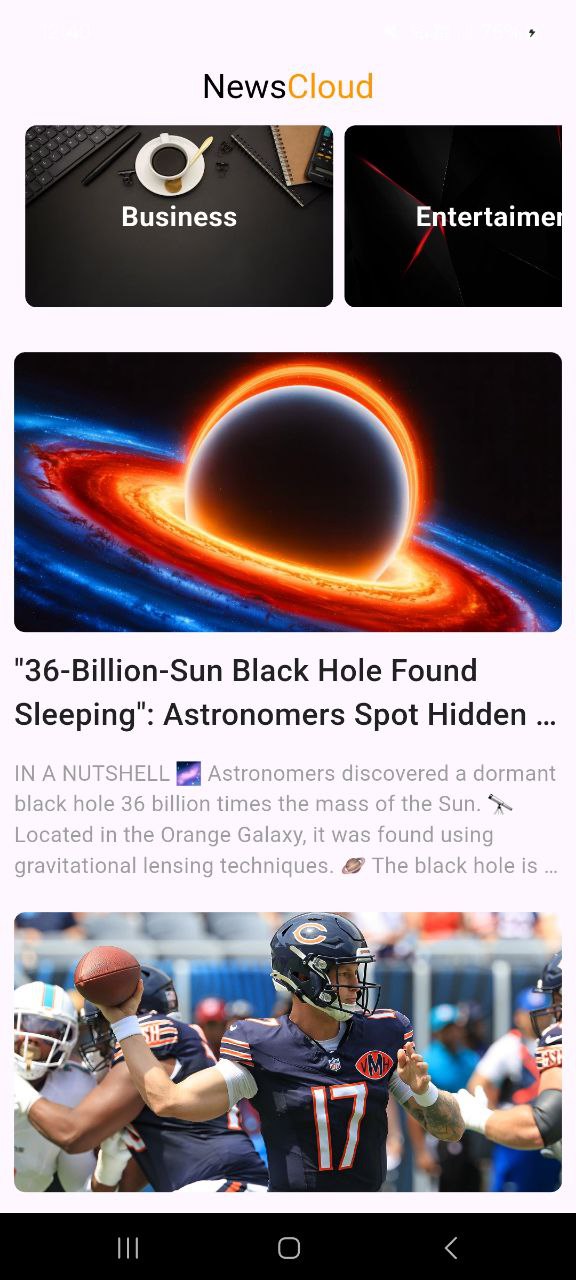 NewsCloud
Business
Entertaimen
"36-Billion-Sun Black Hole Found
Sleeping": Astronomers Spot Hidden ...
IN A NUTSHELL 🌌 Astronomers discovered a dormant
black hole 36 billion times the mass of the Sun. 🔭
Located in the Orange Galaxy, it was found using
gravitational lensing techniques. 🪐 The black hole is ...
C
17